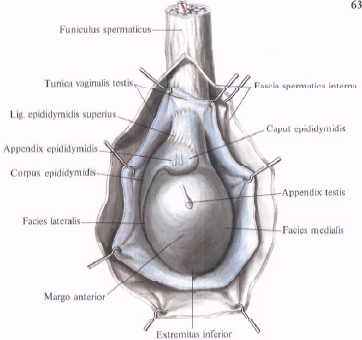 63
Funiculus spermaticus
Tunica vaginalis testis
Fascia spermatica interna
Lig. epididymidis superius
Caput epididymidis
Appendix epididymidis
Corpus epididymidis
Appendix testis
Facies lateralis
Facies medialis
Margo anterior
Extremitas inferior